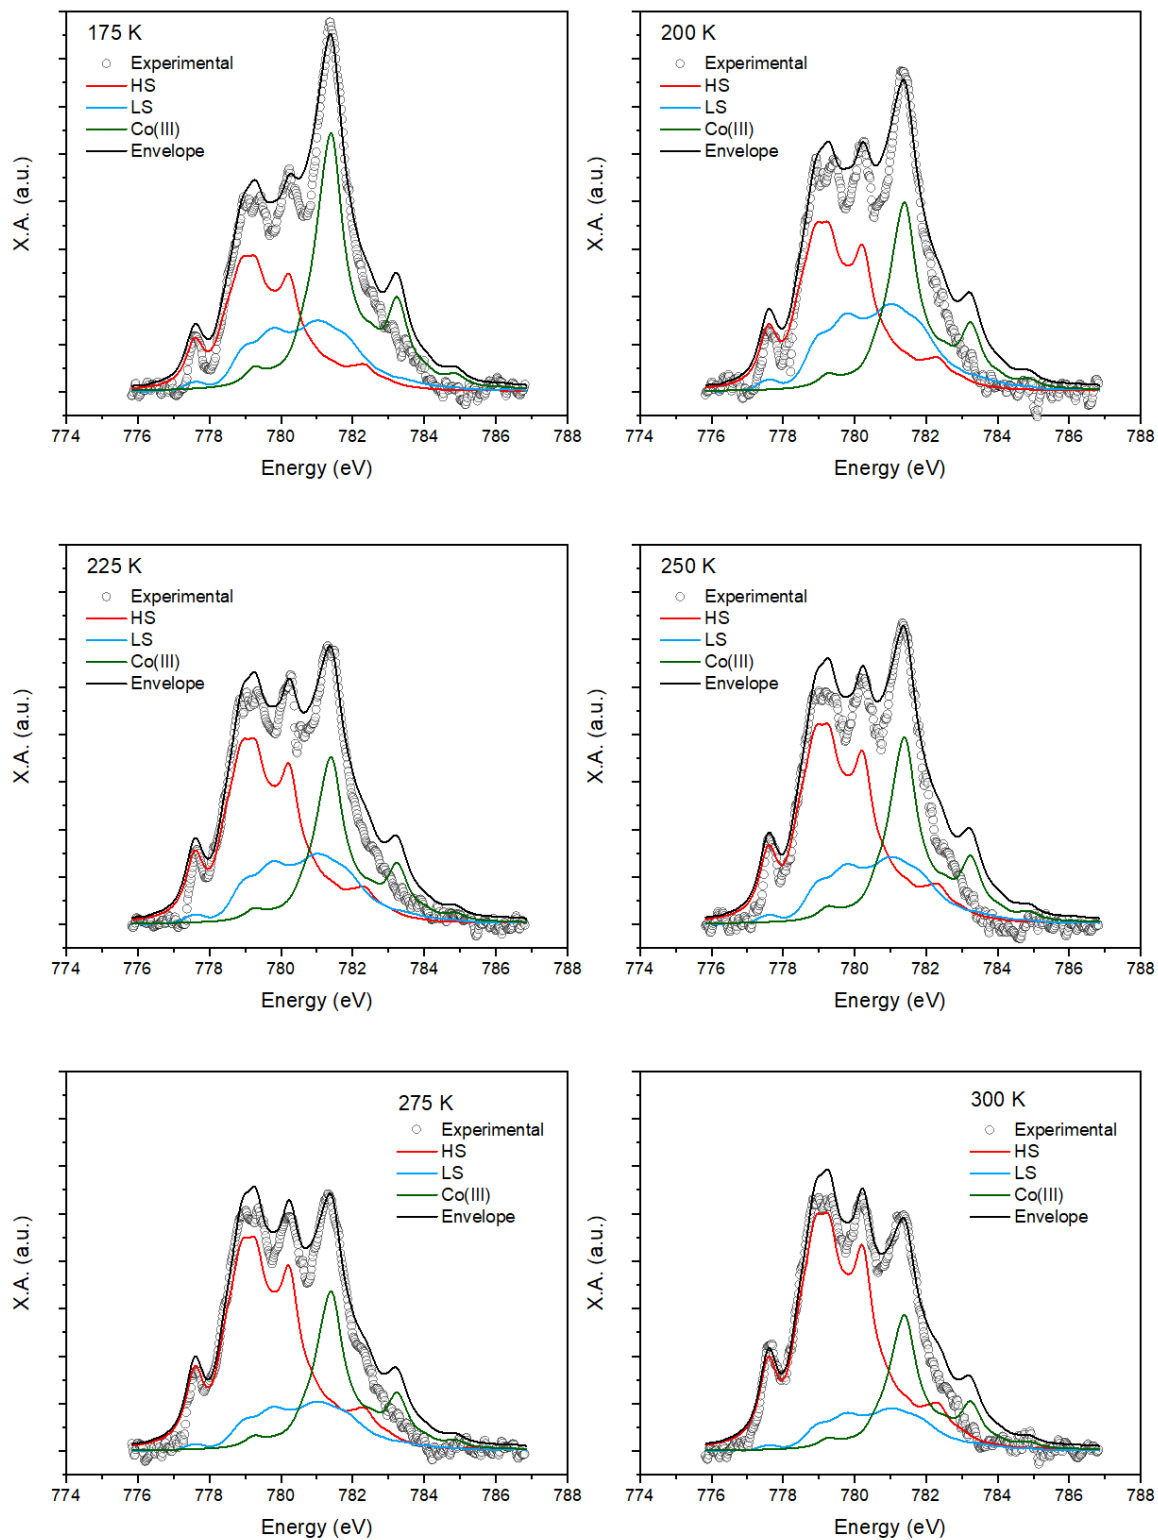 175 K
Experimental
HS
LS
Co(III)
Envelope
X.A. (a.u.)
774 776 778 780 782 784 786 788
Energy (eV)
200 K
Experimental
HS
LS
Co(III)
Envelope
X.A. (a.u.)
774 776 778 780 782 784 786 788
Energy (eV)
225 K
Experimental
HS
LS
Co(III)
Envelope
X.A. (a.u.)
774 776 778 780 782 784 786 788
Energy (eV)
250 K
Experimental
HS
LS
Co(III)
Envelope
X.A. (a.u.)
774 776 778 780 782 784 786 788
Energy (eV)
275 K
Experimental
HS
LS
Co(III)
Envelope
X.A. (a.u.)
774 776 778 780 782 784 786 788
Energy (eV)
300 K
Experimental
HS
LS
Co(III)
Envelope
X.A. (a.u.)
774 776 778 780 782 784 786 788
Energy (eV)